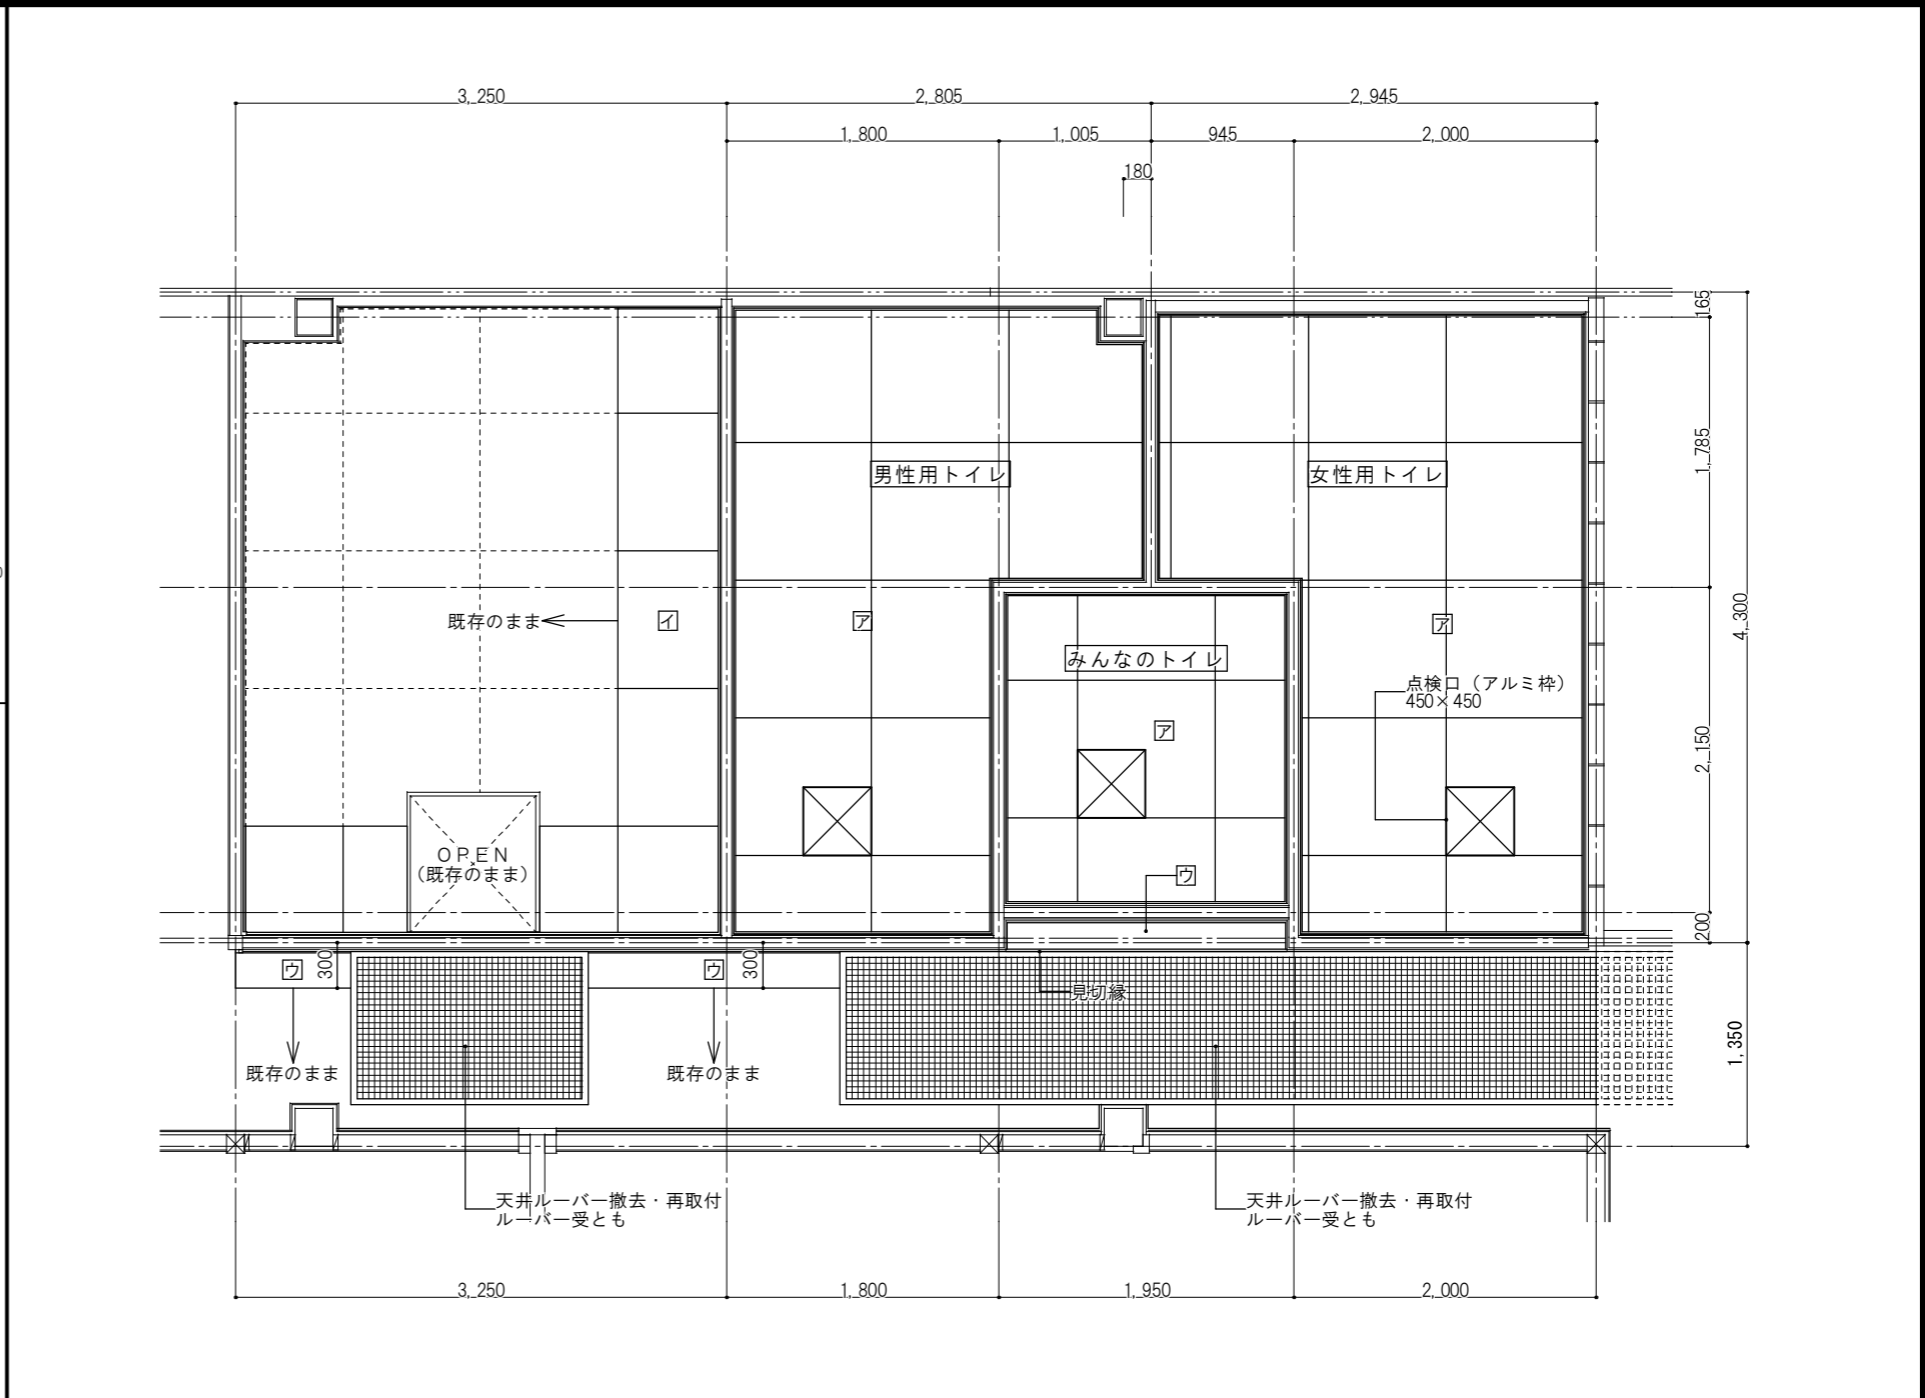 3,250
2,805
2,945
1,800
1,005
945
2,000
180
165
1,785
男性用トイレ
女性用トイレ
既存のまま
イ
ア
ア
4,300
みんなのトイレ
点検口（アルミ枠）
450×450
ア
2,150
OPEN
（既存のまま）
ウ
200
ウ
300
ウ
300
見切縁
1,350
既存のまま
既存のまま
天井ルーバー撤去・再取付
ルーバー受とも
天井ルーバー撤去・再取付
ルーバー受とも
3,250
1,800
1,950
2,000